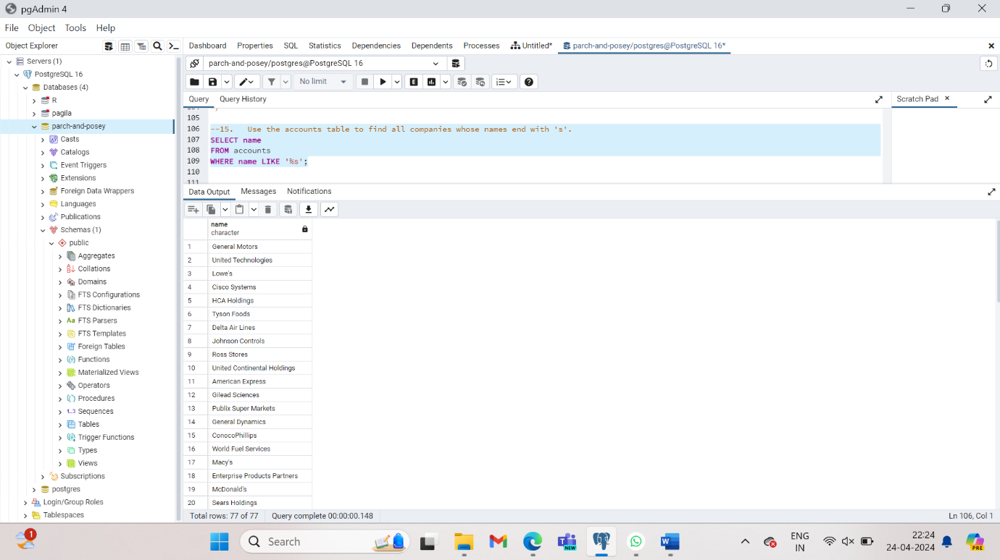 pgAdmin 4
File Object Tools Help
Object Explorer
Dashboard Properties SQL Statistics Dependencies Dependents Processes Untitled* parch-and-posey/postgres@PostgreSQL 16*
Servers (1)
PostgreSQL 16
Databases (4)
R
pagila
parch-and-posey
Casts
Catalogs
Event Triggers
Extensions
Foreign Data Wrappers
Languages
Publications
Schemas (1)
public
Aggregates
Collations
Domains
FTS Configurations
FTS Dictionaries
Aa FTS Parsers
FTS Templates
Foreign Tables
Functions
Materialized Views
Operators
Procedures
1..3 Sequences
Tables
Trigger Functions
Types
Views
Subscriptions
postgres
Login/Group Roles
Tablespaces
parch-and-posey/postgres@PostgreSQL 16
No limit
E
Query Query History
Scratch Pad
105
106 --15. Use the accounts table to find all companies whose names end with 's'.
107 SELECT name
108 FROM accounts
109 WHERE name LIKE '%s';
110
111
Data Output Messages Notifications
name
character
1 General Motors
2 United Technologies
3 Lowe's
4 Cisco Systems
5 HCA Holdings
6 Tyson Foods
7 Delta Air Lines
8 Johnson Controls
9 Ross Stores
10 United Continental Holdings
11 American Express
12 Gilead Sciences
13 Publix Super Markets
14 General Dynamics
15 ConocoPhillips
16 World Fuel Services
17 Macy's
18 Enterprise Products Partners
19 McDonald's
20 Sears Holdings
Total rows: 77 of 77 Query complete 00:00:00.148
Ln 106, Col 1
1
Search
NEW
W
ENG
IN
22:24
24-04-2024
PRE